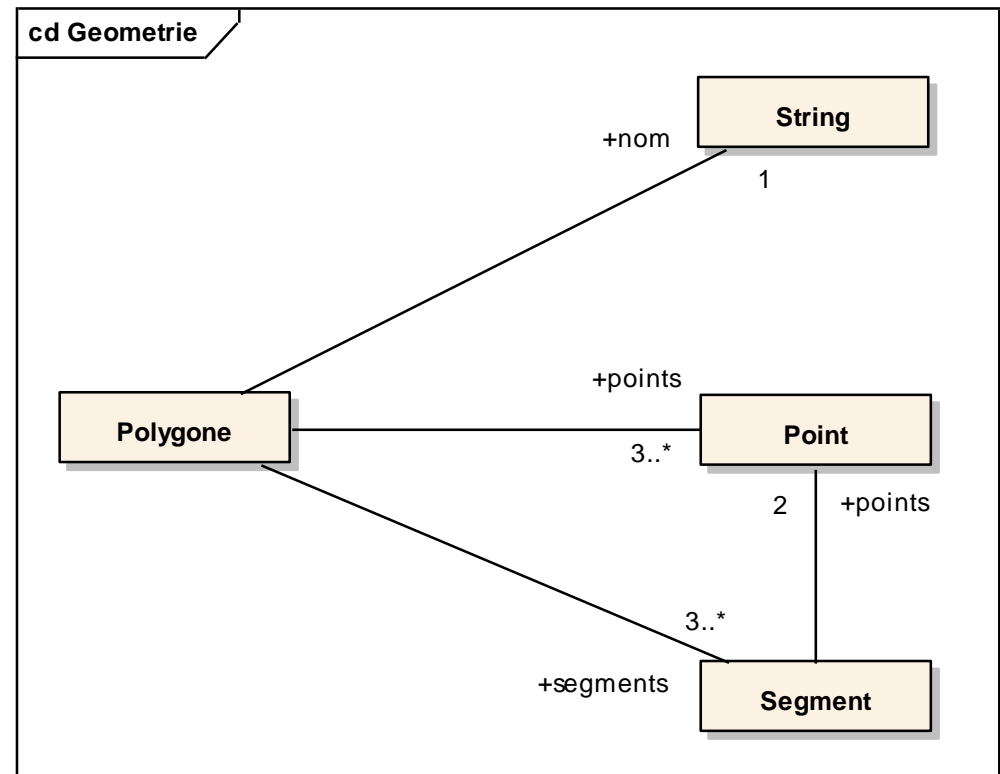 cd Geometrie
String
+nom
1
+points
Polygone
Point
3..*
2
+points
3..*
+segments
Segment